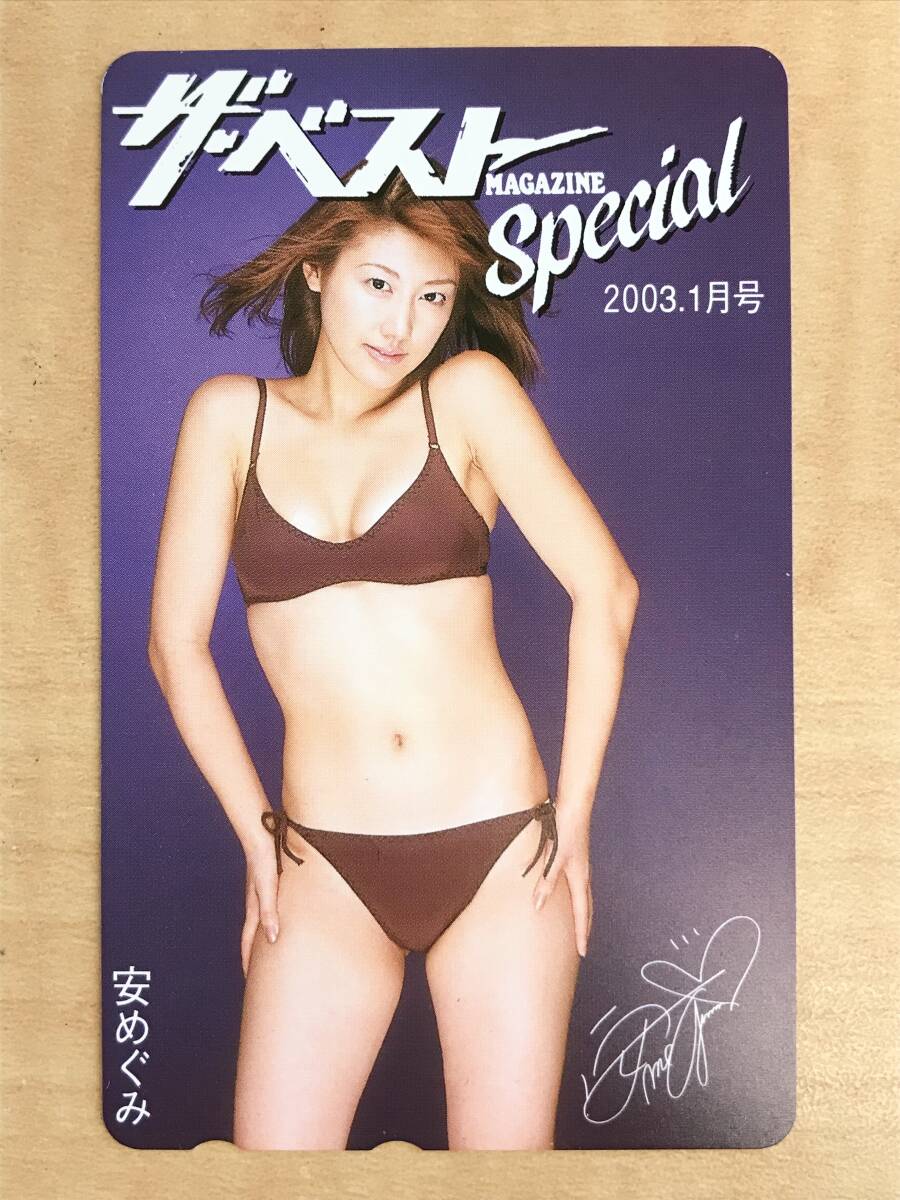 ザ・ベスト
MAGAZINE
Special
2003.1月号
安めぐみ